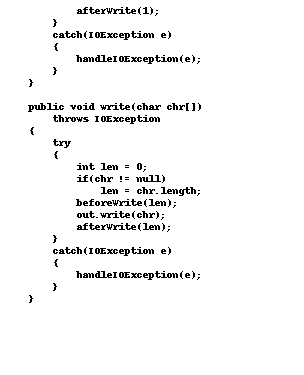 afterWrite(1);
    }
    catch(IOException e)
    {
        handleIOException(e);
    }
}

public void write(char chr[])
    throws IOException
{
    try
    {
        int len = 0;
        if(chr != null)
            len = chr.length;
        beforeWrite(len);
        out.write(chr);
        afterWrite(len);
    }
    catch(IOException e)
    {
        handleIOException(e);
    }
}